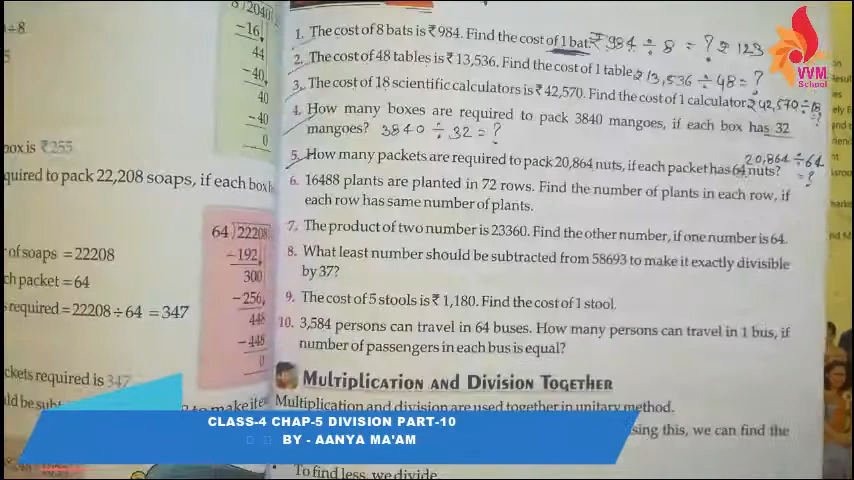 ÷8
5
box is ₹255
quired to pack 22,208 soaps, if each box
of soaps = 22208
ch packet = 64
required = 22208 ÷ 64 = 347
ckets required is 347
8 ) 2040
−16
44
−40
40
−40
0
64 ) 22208
−192
300
−256
448
−448
0
1. The cost of 8 bats is ₹984. Find the cost of 1 bat. ₹984 ÷ 8 = ? ₹ 123
2. The cost of 48 tables is ₹13,536. Find the cost of 1 table. ₹13,536 ÷ 48 = ?
3. The cost of 18 scientific calculators is ₹42,570. Find the cost of 1 calculator. ₹42,570 ÷ 18 = ?
4. How many boxes are required to pack 3840 mangoes, if each box has 32
mangoes? 3840 ÷ 32 = ?
5. How many packets are required to pack 20,864 nuts, if each packet has 64 nuts? 20,864 ÷ 64 = ?
6. 16488 plants are planted in 72 rows. Find the number of plants in each row, if
each row has same number of plants.
7. The product of two number is 23360. Find the other number, if one number is 64.
8. What least number should be subtracted from 58693 to make it exactly divisible
by 37?
9. The cost of 5 stools is ₹1,180. Find the cost of 1 stool.
10. 3,584 persons can travel in 64 buses. How many persons can travel in 1 bus, if
number of passengers in each bus is equal?
Multiplication and Division Together
Multiplication and division are used together in unitary method.
sing this, we can find the
To find less, we divide
VVM
School
CLASS-4 CHAP-5 DIVISION PART-10
BY - AANYA MA'AM